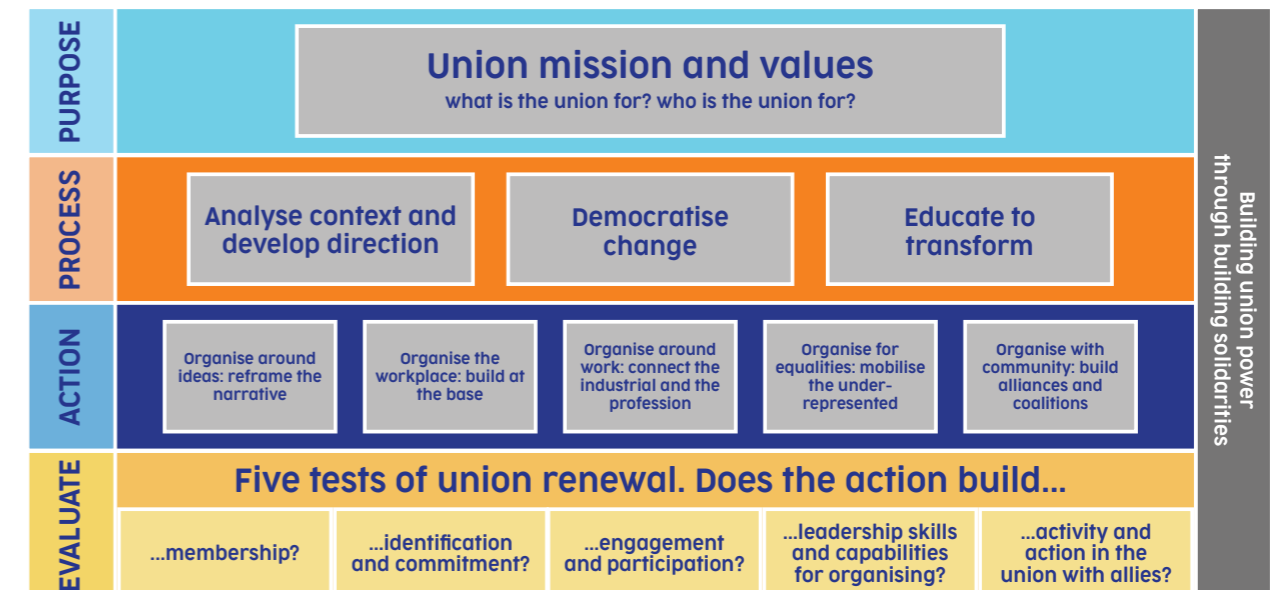 PURPOSE
Union mission and values
what is the union for? who is the union for?
PROCESS
Analyse context and
develop direction
Democratise
change
Educate to
transform
ACTION
Organise around
ideas: reframe the
narrative
Organise the
workplace: build at
the base
Organise around
work: connect the
industrial and the
profession
Organise for
equalities: mobilise
the under-
represented
Organise with
community: build
alliances and
coalitions
EVALUATE
Five tests of union renewal. Does the action build...
...membership?
...identification
and commitment?
...engagement
and participation?
...leadership skills
and capabilities
for organising?
...activity and
action in the
union with allies?
Building union power
through building solidarities